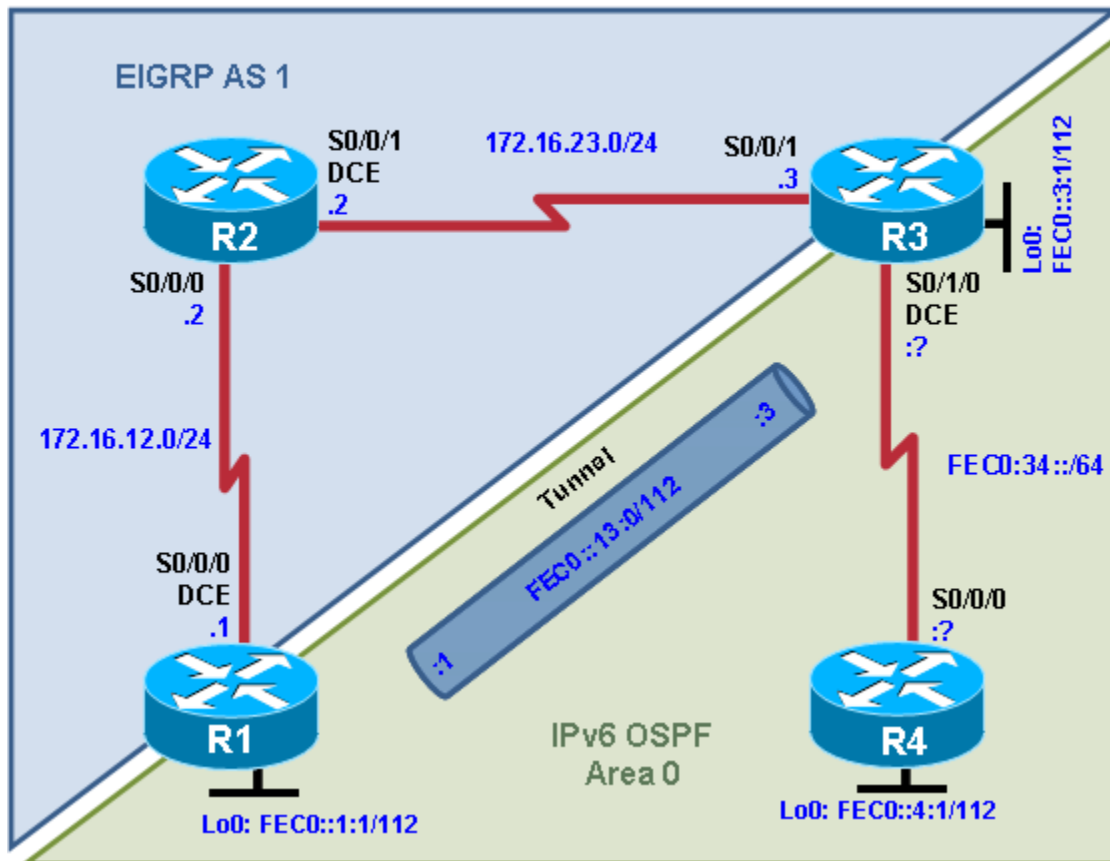 EIGRP AS 1
S0/0/1
DCE
.2
172.16.23.0/24
S0/0/1
.3
R2
R3
Lo0:
FEC0::3:1/112
S0/0/0
.2
S0/1/0
DCE
:?
172.16.12.0/24
Tunnel
FEC0::13:0/112
:3
:1
FEC0:34::/64
S0/0/0
DCE
.1
S0/0/0
:?
R1
IPv6 OSPF
Area 0
R4
Lo0: FEC0::1:1/112
Lo0: FEC0::4:1/112